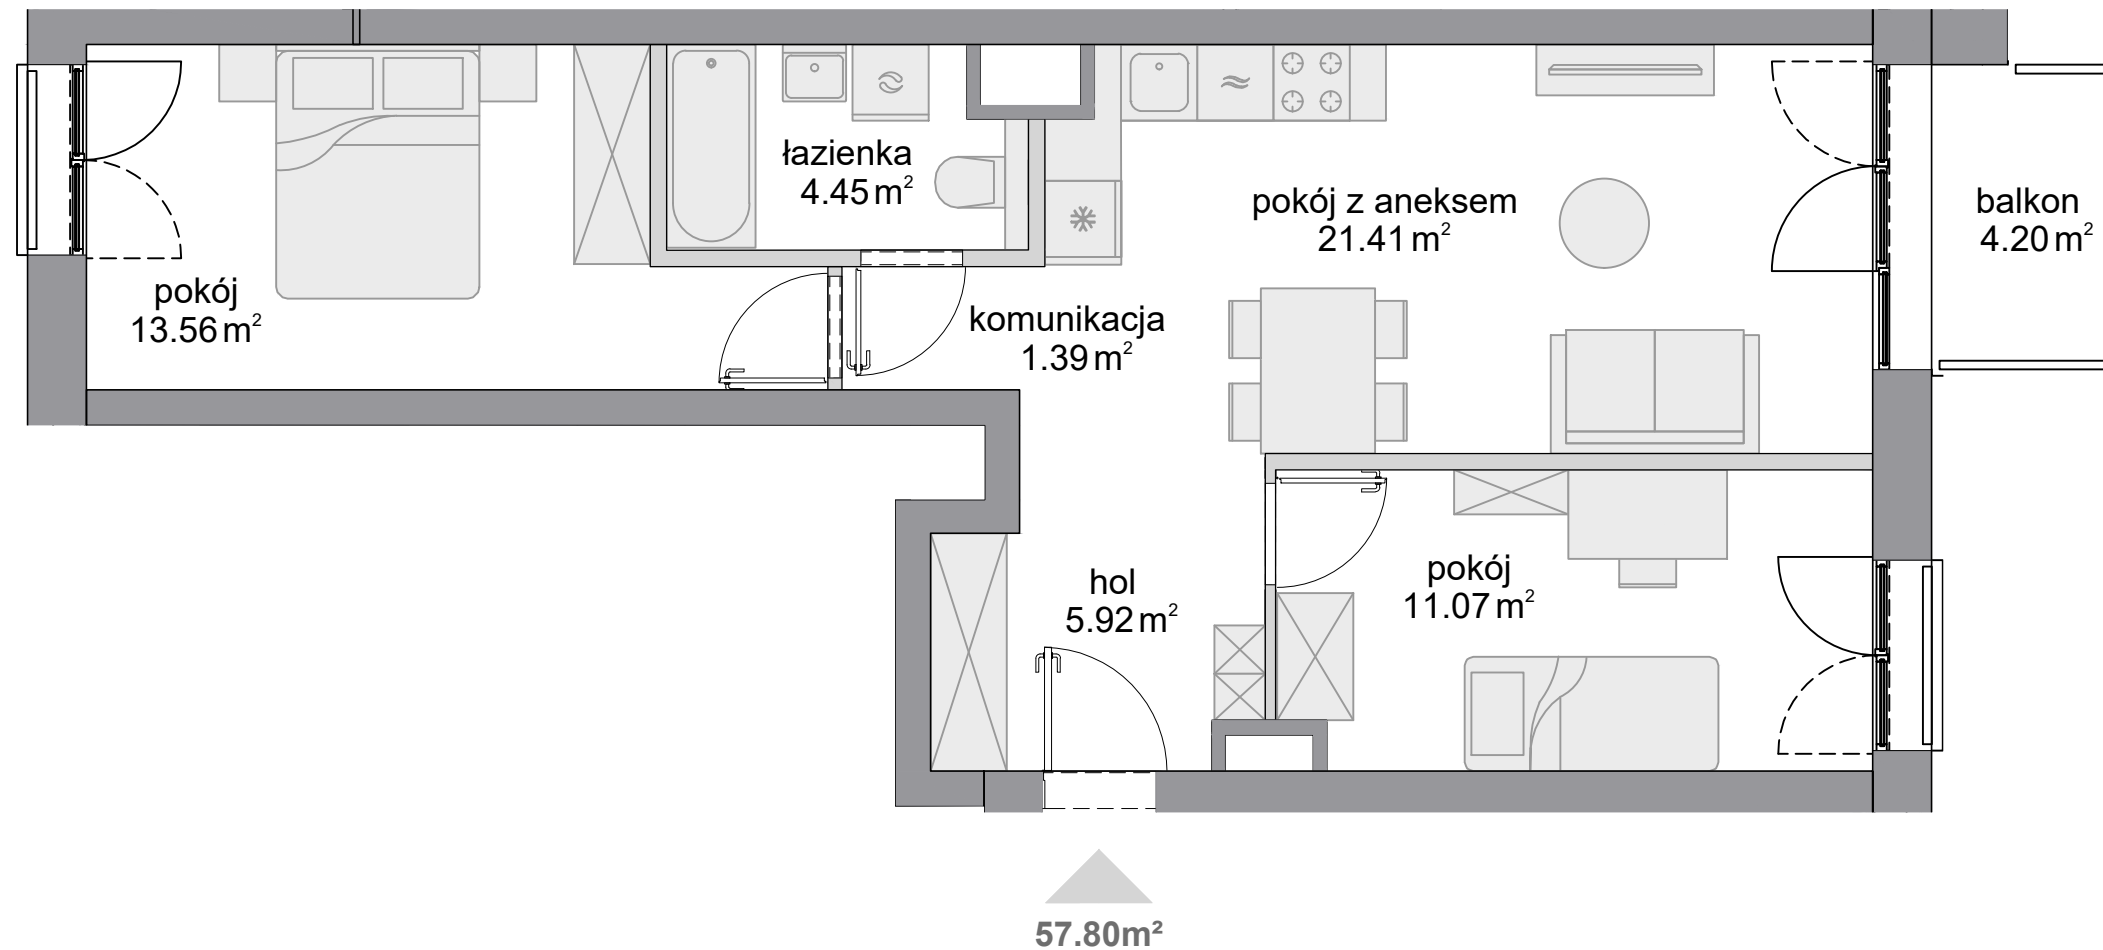 łazienka
4.45 m²
pokój z aneksem
21.41 m²
balkon
4.20 m²
pokój
13.56 m²
komunikacja
1.39 m²
hol
5.92 m²
pokój
11.07 m²
57.80m²